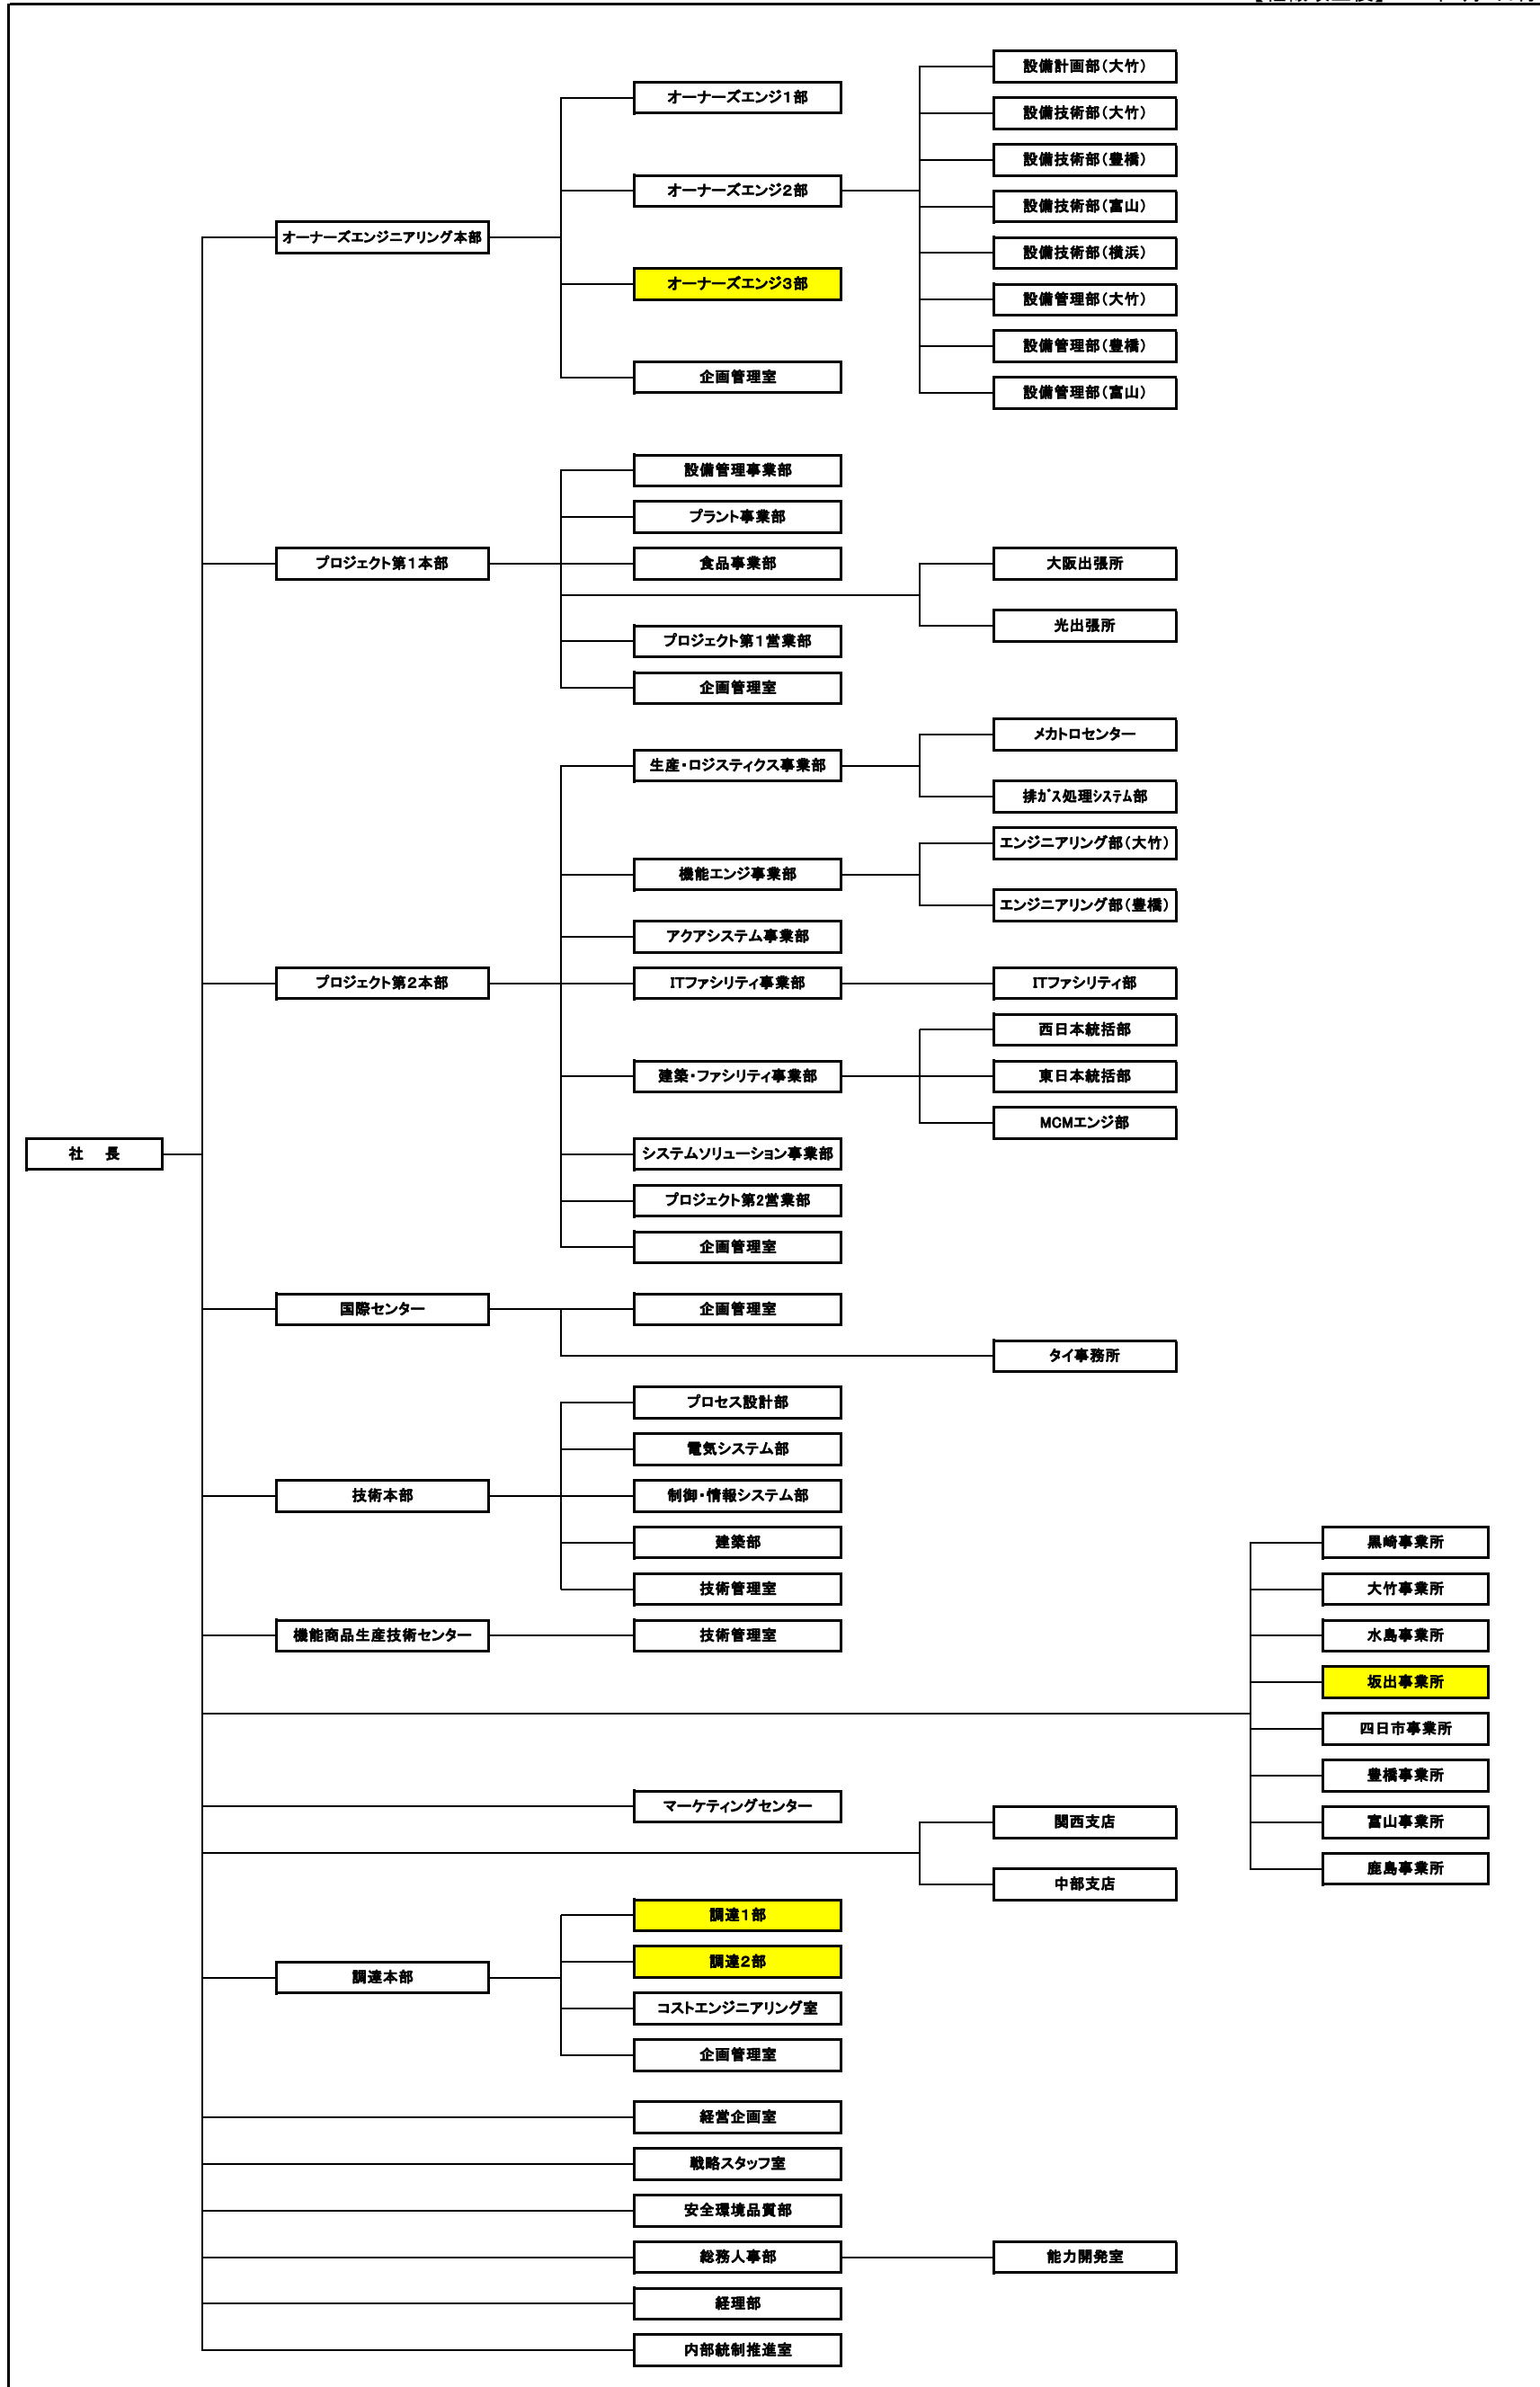 設備計画部(大竹)
オーナーズエンジ1部
設備技術部(大竹)
設備技術部(豊橋)
オーナーズエンジ2部
設備技術部(富山)
オーナーズエンジニアリング本部
設備技術部(横浜)
オーナーズエンジ3部
設備管理部(大竹)
設備管理部(豊橋)
企画管理室
設備管理部(富山)
設備管理事業部
プラント事業部
プロジェクト第1本部
食品事業部
大阪出張所
光出張所
プロジェクト第1営業部
企画管理室
メカトロセンター
生産・ロジスティクス事業部
排ガス処理システム部
エンジニアリング部(大竹)
機能エンジ事業部
エンジニアリング部(豊橋)
アクアシステム事業部
プロジェクト第2本部
ITファシリティ事業部
ITファシリティ部
西日本統括部
建築・ファシリティ事業部
東日本統括部
MCMエンジ部
社 長
システムソリューション事業部
プロジェクト第2営業部
企画管理室
国際センター
企画管理室
タイ事務所
プロセス設計部
電気システム部
技術本部
制御・情報システム部
建築部
黒崎事業所
技術管理室
大竹事業所
機能商品生産技術センター
技術管理室
水島事業所
坂出事業所
四日市事業所
豊橋事業所
マーケティングセンター
関西支店
富山事業所
鹿島事業所
中部支店
調達1部
調達2部
調達本部
コストエンジニアリング室
企画管理室
経営企画室
戦略スタッフ室
安全環境品質部
総務人事部
能力開発室
経理部
内部統制推進室